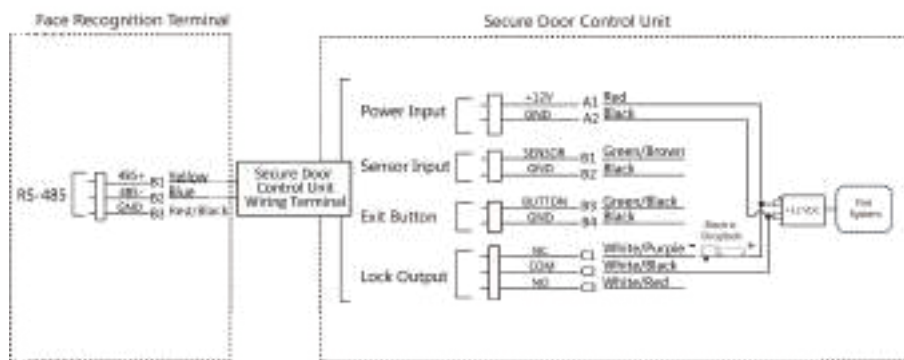 Face Recognition Terminal
Secure Door Control Unit
Power Input
+12V A1 Red
GND A2 Black
Sensor Input
SENSOR B1 Green/Brown
GND B2 Black
Secure Door
Control Unit
Wiring Terminal
RS-485
485+ B1 Yellow
485- B2 Blue
GND B3 Red/Black
Exit Button
BUTTON B3 Green/Black
GND B4 Black
Lock Output
NC C1 White/Purple
COM C2 White/Black
NO C3 White/Red
- +
+12VDC
System